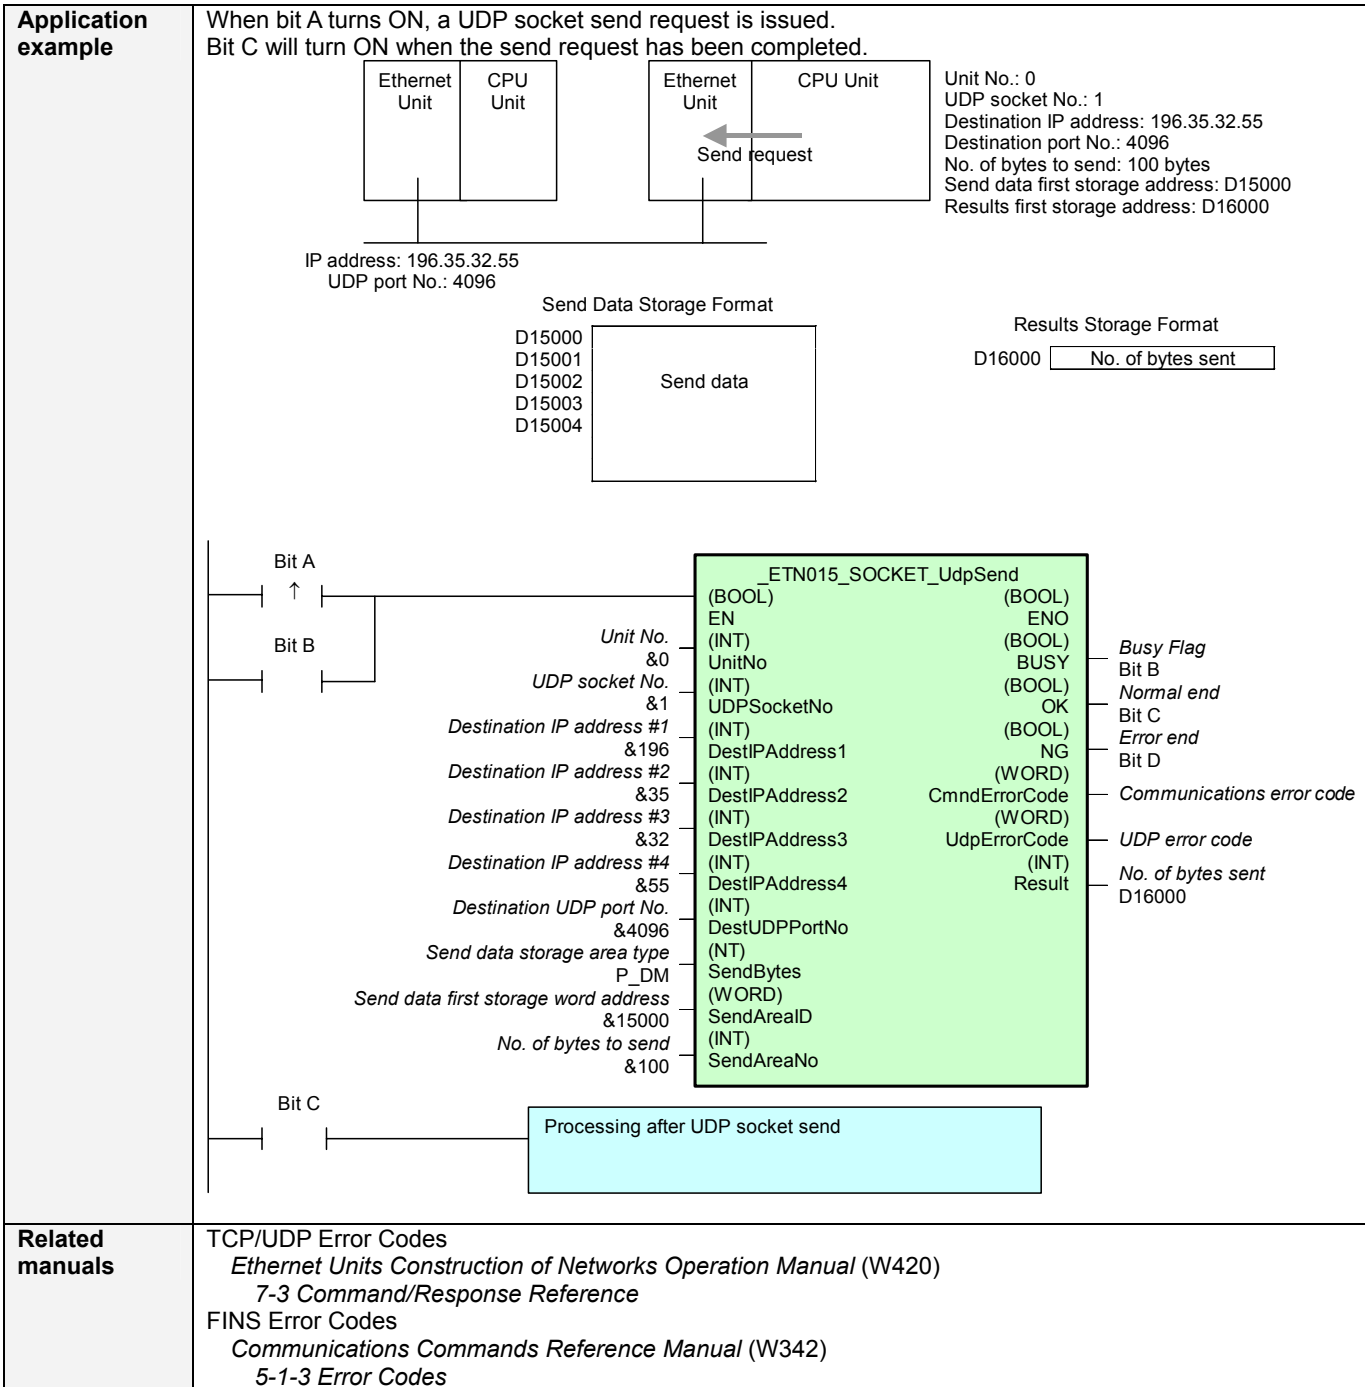 Application example
When bit A turns ON, a UDP socket send request is issued.
Bit C will turn ON when the send request has been completed.
Ethernet Unit
CPU Unit
Ethernet Unit
CPU Unit
Send request
Unit No.: 0
UDP socket No.: 1
Destination IP address: 196.35.32.55
Destination port No.: 4096
No. of bytes to send: 100 bytes
Send data first storage address: D15000
Results first storage address: D16000
IP address: 196.35.32.55
UDP port No.: 4096
Send Data Storage Format
D15000
D15001
D15002
D15003
D15004
Send data
Results Storage Format
D16000
No. of bytes sent
Bit A
↑
Bit B
Unit No.
&0
UDP socket No.
&1
Destination IP address #1
&196
Destination IP address #2
&35
Destination IP address #3
&32
Destination IP address #4
&55
Destination UDP port No.
&4096
Send data storage area type
P_DM
Send data first storage word address
&15000
No. of bytes to send
&100
_ETN015_SOCKET_UdpSend
(BOOL) (BOOL)
EN ENO
(INT) (BOOL)
UnitNo BUSY
(INT) (BOOL)
UDPSocketNo OK
(INT) (BOOL)
DestIPAddress1 NG
(INT) (WORD)
DestIPAddress2 CmndErrorCode
(INT) (WORD)
DestIPAddress3 UdpErrorCode
(INT) (INT)
DestIPAddress4 Result
(INT)
DestUDPPortNo
(NT)
SendBytes
(WORD)
SendAreaID
(INT)
SendAreaNo
Busy Flag
Bit B
Normal end
Bit C
Error end
Bit D
Communications error code
UDP error code
No. of bytes sent
D16000
Bit C
Processing after UDP socket send
Related manuals
TCP/UDP Error Codes
Ethernet Units Construction of Networks Operation Manual (W420)
7-3 Command/Response Reference
FINS Error Codes
Communications Commands Reference Manual (W342)
5-1-3 Error Codes